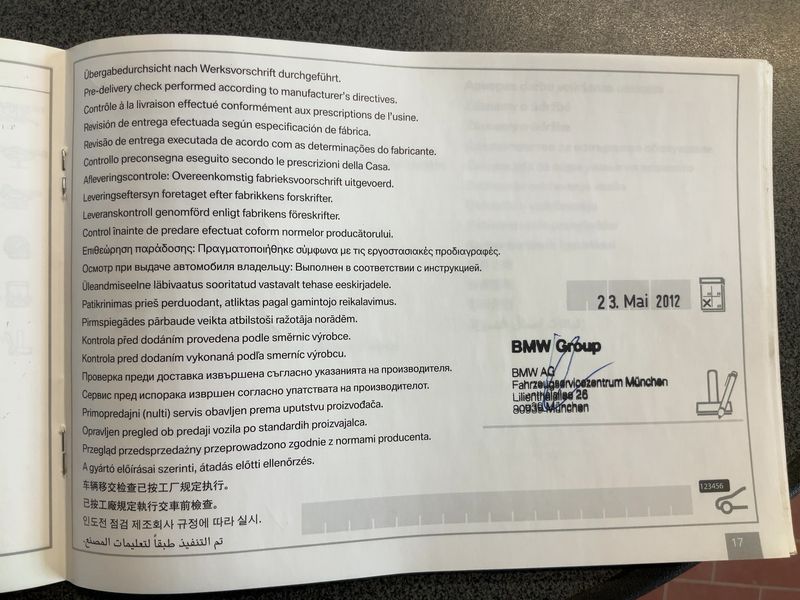 Übergabedurchsicht nach Werksvorschrift durchgeführt.
Pre-delivery check performed according to manufacturer's directives.
Contrôle à la livraison effectué conformément aux prescriptions de l'usine.
Revisión de entrega efectuada según especificación de fábrica.
Revisão de entrega executada de acordo com as determinações do fabricante.
Controllo preconsegna eseguito secondo le prescrizioni della Casa.
Afleveringscontrole: Overeenkomstig fabrieksvoorschrift uitgevoerd.
Leveringseftersyn foretaget efter fabrikkens forskrifter.
Leveranskontroll genomförd enligt fabrikens föreskrifter.
Control înainte de predare efectuat coform normelor producătorului.
Επιθεώρηση παράδοσης: Πραγματοποιήθηκε σύμφωνα με τις εργοστασιακές προδιαγραφές.
Осмотр при выдаче автомобиля владельцу: Выполнен в соответствии с инструкцией.
Üleandmiseelne läbivaatus sooritatud vastavalt tehase eeskirjadele.
Patikrinimas prieš perduodant, atliktas pagal gamintojo reikalavimus.
Pirmspiegādes pārbaude veikta atbilstoši ražotāja norādēm.
Kontrola před dodáním provedena podle směrnic výrobce.
Kontrola pred dodaním vykonaná podľa smerníc výrobcu.
Проверка преди доставка извършена съгласно указанията на производителя.
Сервис пред испорака извршен согласно упатствата на производителот.
Primopredajni (nulti) servis obavljen prema uputstvu proizvođača.
Opravljen pregled ob predaji vozila po standardih proizvajalca.
Przegląd przedsprzedażny przeprowadzono zgodnie z normami producenta.
A gyártó előírásai szerinti, átadás előtti ellenőrzés.
车辆移交检查已按工厂规定执行。
已按工廠規定執行交車前檢查。
인도전 점검 제조회사 규정에 따라 실시.
تم التنفيذ طبقاً لتعليمات المصنع.
23. Mai 2012
BMW Group
BMW AG
Fahrzeugservicezentrum München
Lilienthalallee 26
80939 München
123456
17